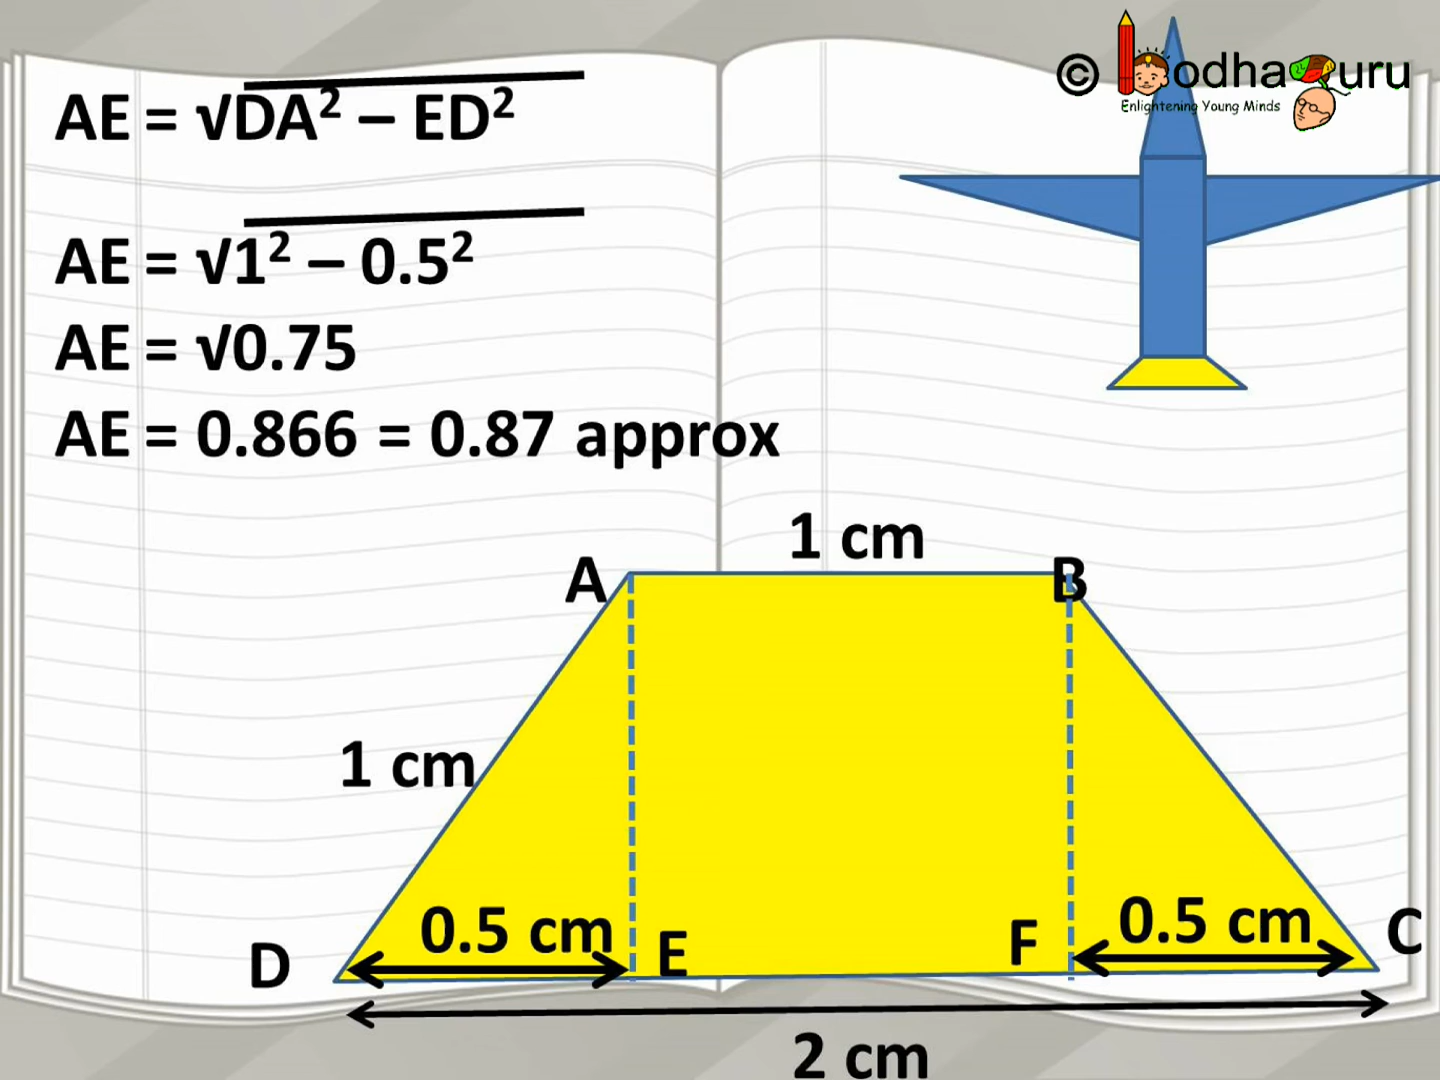 © Bodhaguru
Enlightening Young Minds
AE = √DA² – ED²
AE = √1² – 0.5²
AE = √0.75
AE = 0.866 = 0.87 approx
1 cm
A
B
1 cm
0.5 cm
0.5 cm
D
E
F
C
2 cm